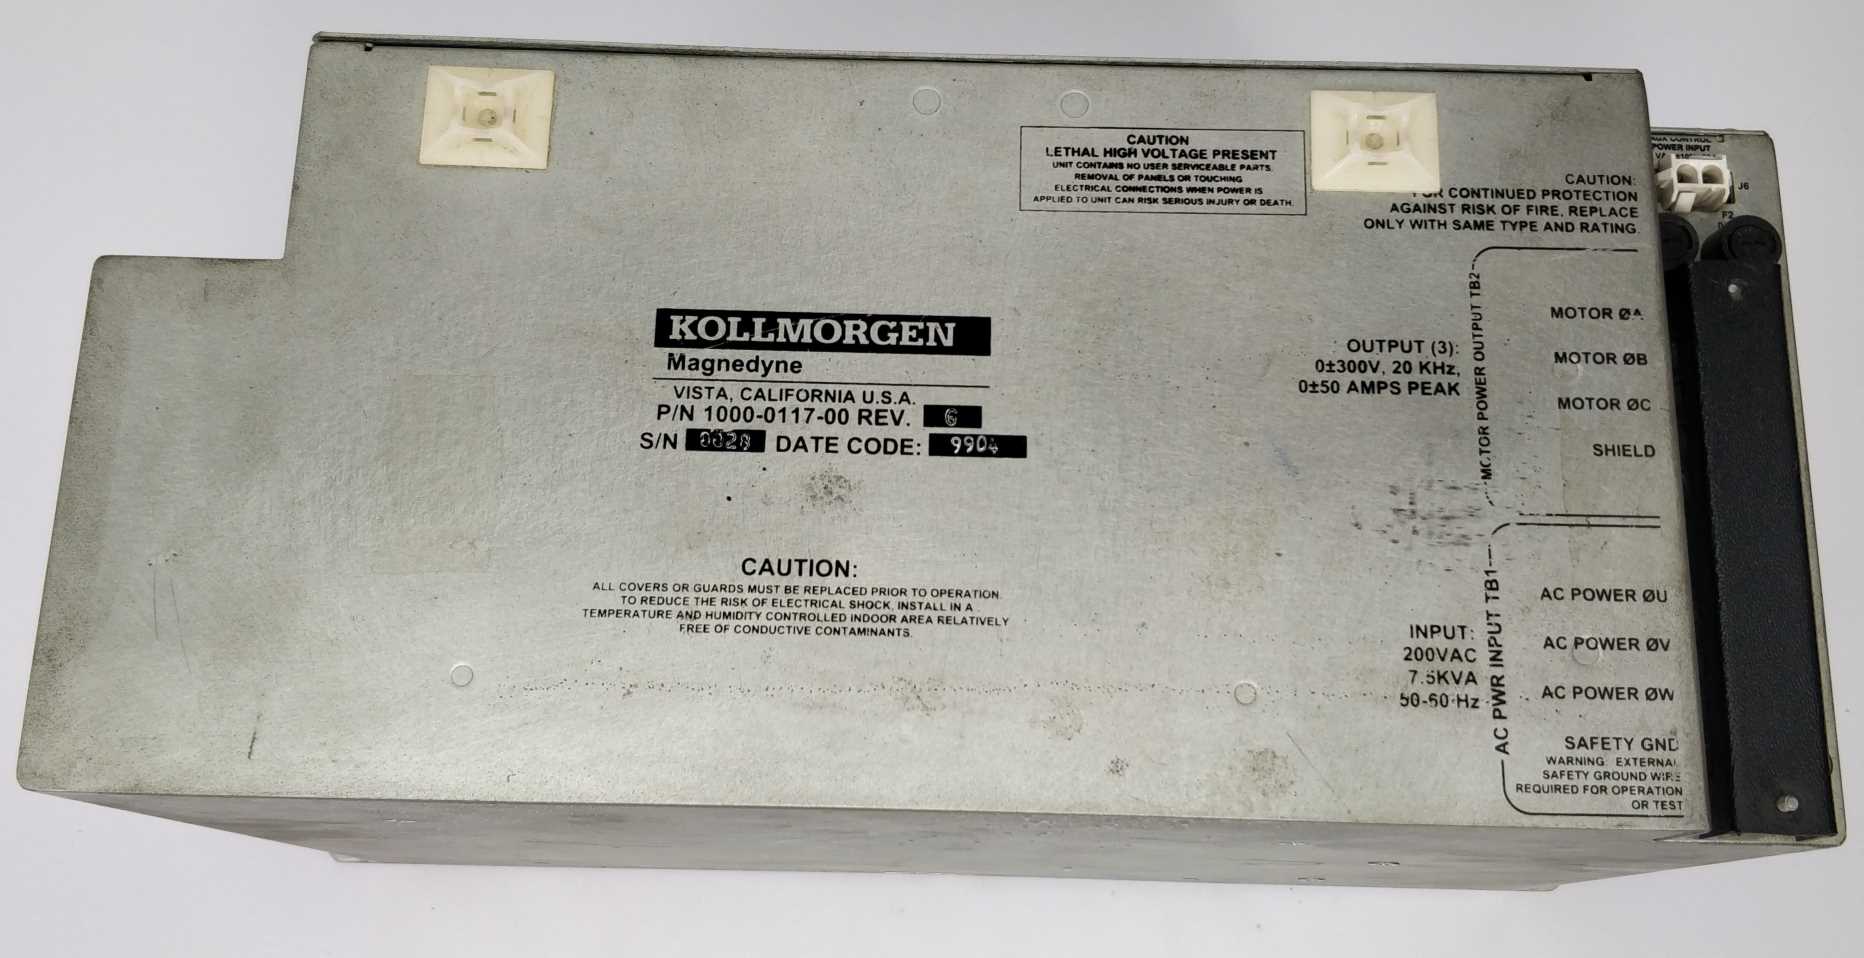 CAUTION
LETHAL HIGH VOLTAGE PRESENT
UNIT CONTAINS NO USER SERVICEABLE PARTS.
REMOVAL OF PANELS OR TOUCHING
ELECTRICAL CONNECTIONS WHEN POWER IS
APPLIED TO UNIT CAN RISK SERIOUS INJURY OR DEATH.
CAUTION:
FOR CONTINUED PROTECTION
AGAINST RISK OF FIRE, REPLACE
ONLY WITH SAME TYPE AND RATING.
CONTROL
POWER INPUT
J6
F2
KOLLMORGEN
Magnedyne
VISTA, CALIFORNIA U.S.A.
P/N 1000-0117-00 REV.
S/N DATE CODE: 9904
OUTPUT (3):
0±300V, 20 KHz,
0±50 AMPS PEAK
MOTOR POWER OUTPUT TB2
MOTOR ØA
MOTOR ØB
MOTOR ØC
SHIELD
CAUTION:
ALL COVERS OR GUARDS MUST BE REPLACED PRIOR TO OPERATION.
TO REDUCE THE RISK OF ELECTRICAL SHOCK, INSTALL IN A
TEMPERATURE AND HUMIDITY CONTROLLED INDOOR AREA RELATIVELY
FREE OF CONDUCTIVE CONTAMINANTS.
INPUT:
200VAC
7.5KVA
50-60 Hz
AC PWR INPUT TB1
AC POWER ØU
AC POWER ØV
AC POWER ØW
SAFETY GND
WARNING: EXTERNAL
SAFETY GROUND WIRE
REQUIRED FOR OPERATION
OR TEST